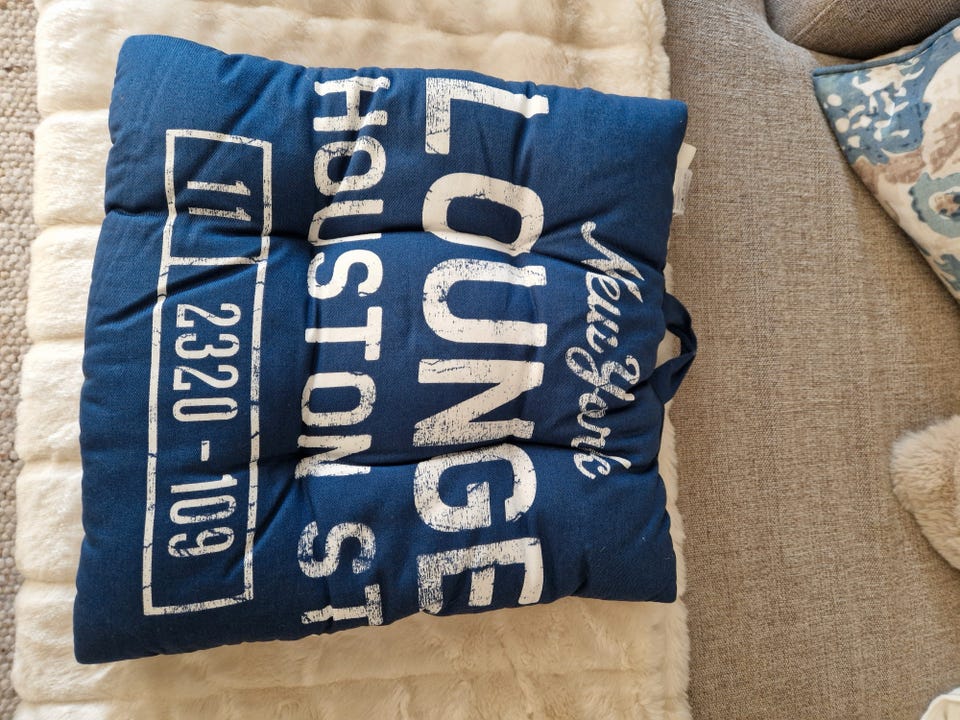 New York
LOUNGE
HOUSTON ST
11 2320-109